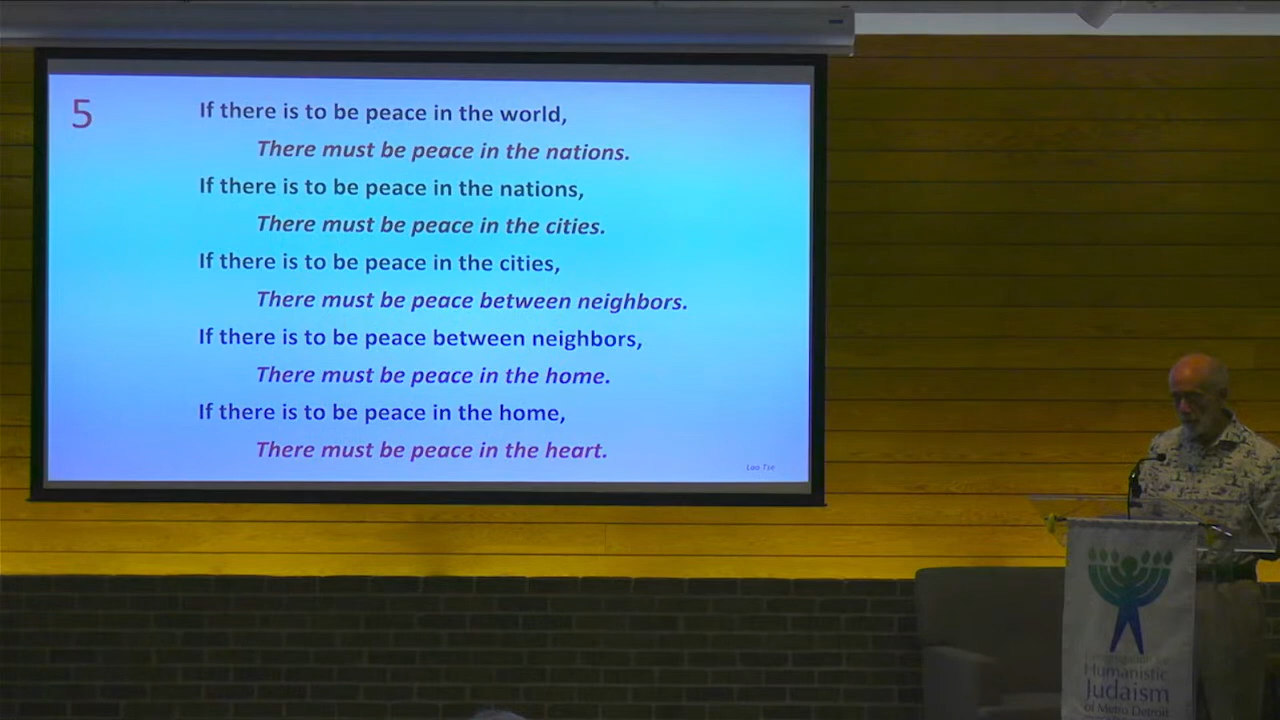 5
If there is to be peace in the world,
There must be peace in the nations.
If there is to be peace in the nations,
There must be peace in the cities.
If there is to be peace in the cities,
There must be peace between neighbors.
If there is to be peace between neighbors,
There must be peace in the home.
If there is to be peace in the home,
There must be peace in the heart.
Lao Tse
Humanistic
Judaism
of Metro Detroit